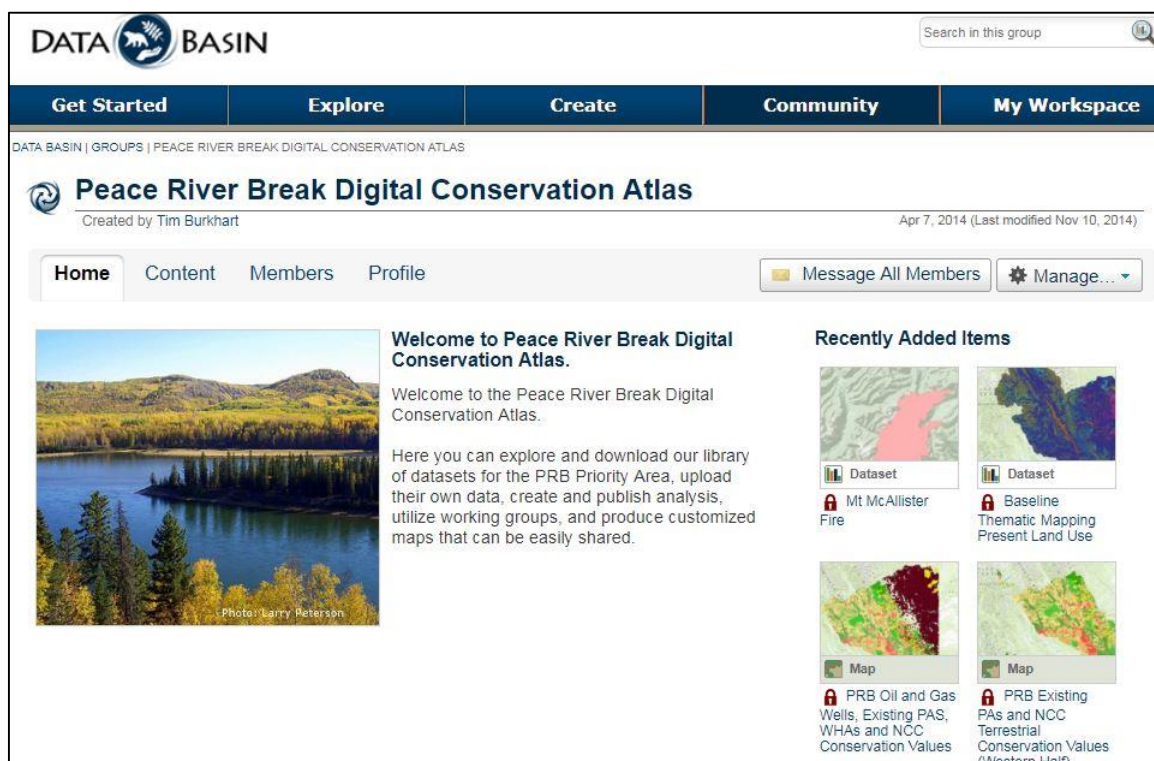 DATA BASIN
Search in this group
Get Started
Explore
Create
Community
My Workspace
DATA BASIN | GROUPS | PEACE RIVER BREAK DIGITAL CONSERVATION ATLAS
Peace River Break Digital Conservation Atlas
Created by Tim Burkhart
Apr 7, 2014 (Last modified Nov 10, 2014)
Home
Content
Members
Profile
Message All Members
Manage...
Photo: Larry Peterson
Welcome to Peace River Break Digital
Conservation Atlas.
Welcome to the Peace River Break Digital
Conservation Atlas.
Here you can explore and download our library
of datasets for the PRB Priority Area, upload
their own data, create and publish analysis,
utilize working groups, and produce customized
maps that can be easily shared.
Recently Added Items
Dataset
Mt McAllister
Fire
Dataset
Baseline
Thematic Mapping
Present Land Use
Map
PRB Oil and Gas
Wells, Existing PAS,
WHAs and NCC
Conservation Values
Map
PRB Existing
PAs and NCC
Terrestrial
Conservation Values
(Western Half)